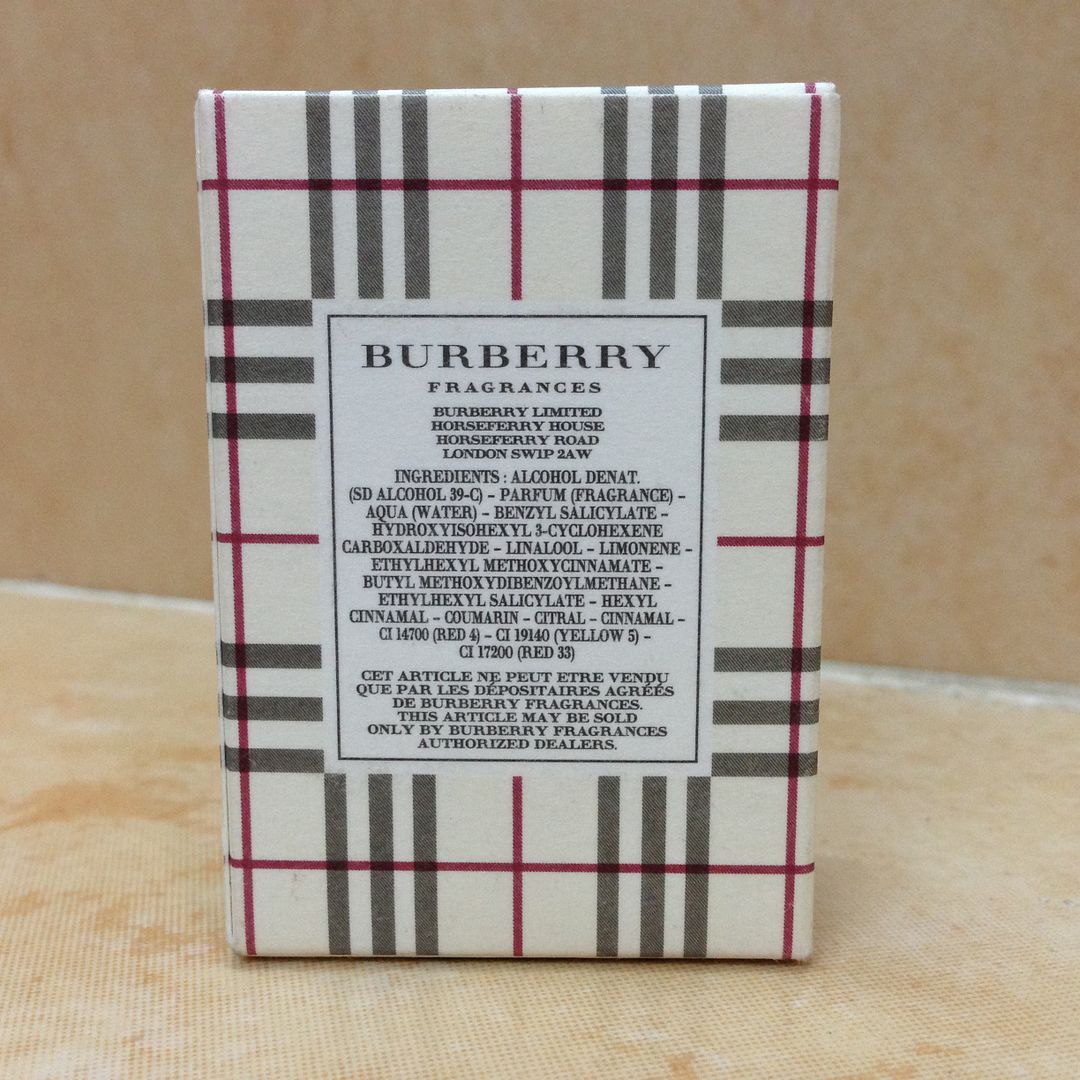 BURBERRY
FRAGRANCES
BURBERRY LIMITED
HORSEFERRY HOUSE
HORSEFERRY ROAD
LONDON SW1P 2AW
INGREDIENTS : ALCOHOL DENAT.
(SD ALCOHOL 39-C) – PARFUM (FRAGRANCE) –
AQUA (WATER) – BENZYL SALICYLATE –
HYDROXYISOHEXYL 3-CYCLOHEXENE
CARBOXALDEHYDE – LINALOOL – LIMONENE –
ETHYLHEXYL METHOXYCINNAMATE –
BUTYL METHOXYDIBENZOYLMETHANE –
ETHYLHEXYL SALICYLATE – HEXYL
CINNAMAL – COUMARIN – CITRAL – CINNAMAL –
CI 14700 (RED 4) – CI 19140 (YELLOW 5) –
CI 17200 (RED 33)
CET ARTICLE NE PEUT ETRE VENDU
QUE PAR LES DÉPOSITAIRES AGRÉÉS
DE BURBERRY FRAGRANCES.
THIS ARTICLE MAY BE SOLD
ONLY BY BURBERRY FRAGRANCES
AUTHORIZED DEALERS.